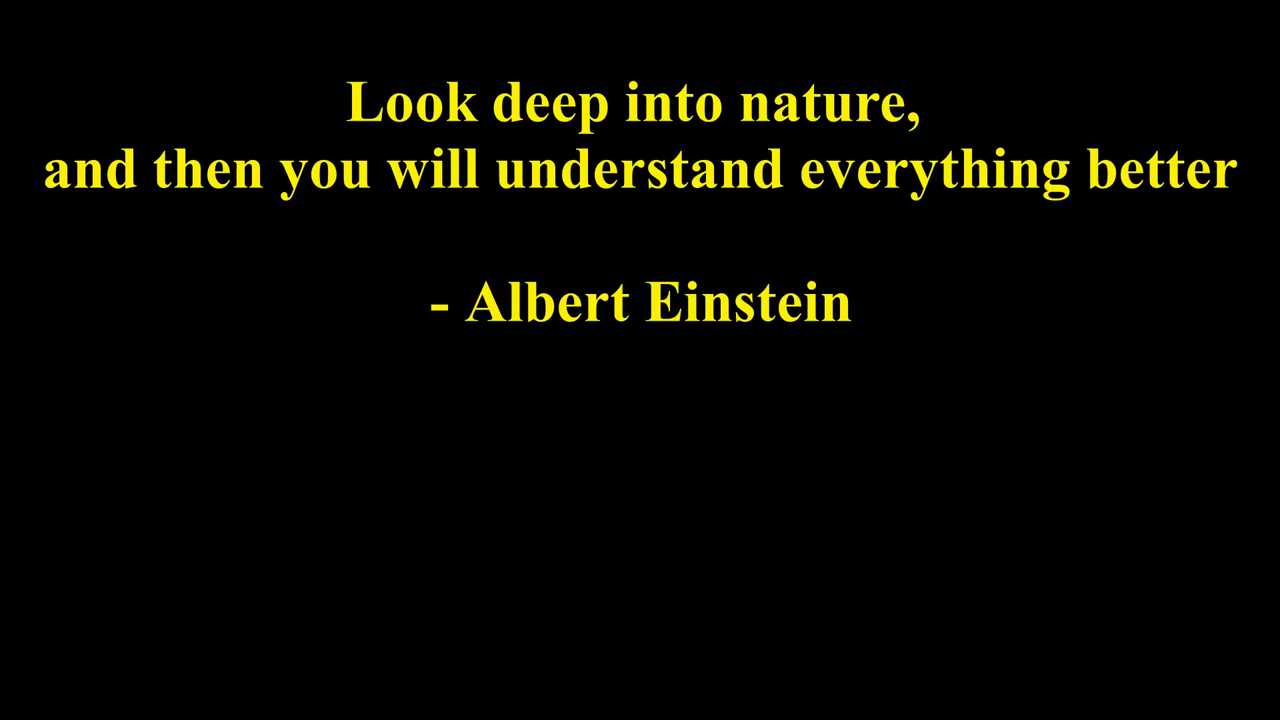 Look deep into nature,
and then you will understand everything better
- Albert Einstein